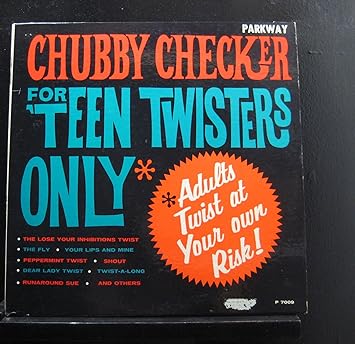 PARKWAY
CHUBBY CHECKER
FOR TEEN TWISTERS
ONLY*
*Adults
Twist at
Your own
Risk!
• THE LOSE YOUR INHIBITIONS TWIST
THE FLY • YOUR LIPS AND MINE
PEPPERMINT TWIST • SHOUT
DEAR LADY TWIST • TWIST-A-LONG
RUNAROUND SUE • AND OTHERS
P 7009